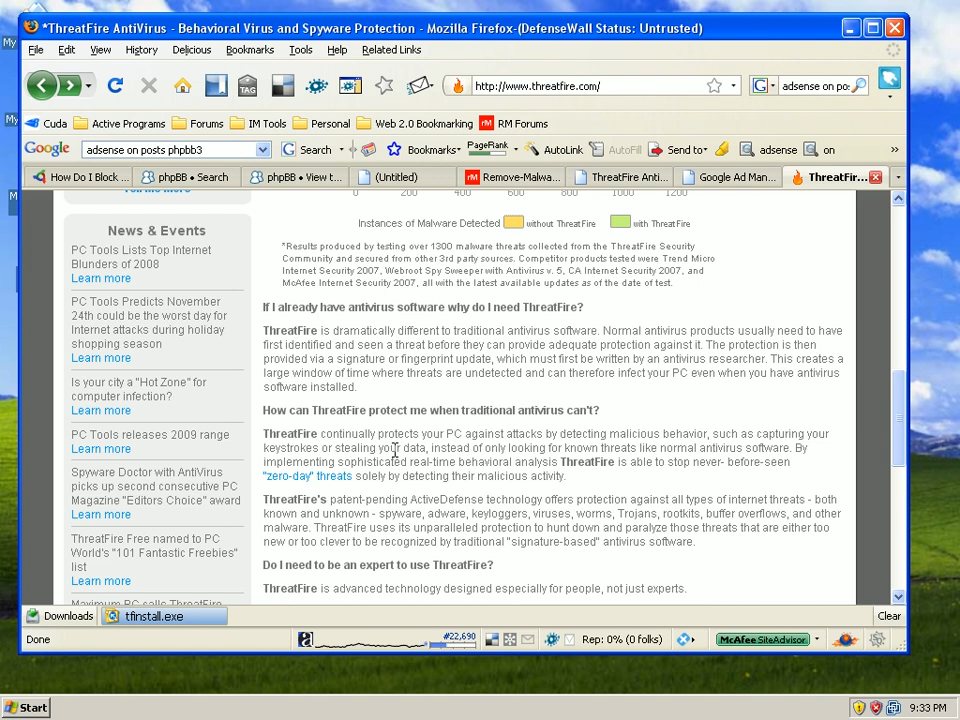 *ThreatFire AntiVirus - Behavioral Virus and Spyware Protection - Mozilla Firefox-(DefenseWall Status: Untrusted)
File Edit View History Delicious Bookmarks Tools Help Related Links
TAG http://www.threatfire.com/ G adsense on po
Cuda Active Programs Forums IM Tools Personal Web 2.0 Bookmarking rM RM Forums
Google adsense on posts phpbb3 G Search Bookmarks PageRank AutoLink AutoFill Send to adsense on
How Do I Block ... phpBB • Search phpBB • View t... (Untitled) rM Remove-Malwa... ThreatFire Anti... Google Ad Man... ThreatFir...
Tell me more
0 200 400 600 800 1000 1200
Instances of Malware Detected without ThreatFire with ThreatFire
*Results produced by testing over 1300 malware threats collected from the ThreatFire Security
Community and secured from other 3rd party sources. Competitor products tested were Trend Micro
Internet Security 2007, Webroot Spy Sweeper with Antivirus v. 5, CA Internet Security 2007, and
McAfee Internet Security 2007, all with the latest available updates as of the date of test.
News & Events
PC Tools Lists Top Internet
Blunders of 2008
Learn more
PC Tools Predicts November
24th could be the worst day for
Internet attacks during holiday
shopping season
Learn more
Is your city a "Hot Zone" for
computer infection?
Learn more
PC Tools releases 2009 range
Learn more
Spyware Doctor with AntiVirus
picks up second consecutive PC
Magazine "Editors Choice" award
Learn more
ThreatFire Free named to PC
World's "101 Fantastic Freebies"
list
Learn more
Maximum PC calls ThreatFire
If I already have antivirus software why do I need ThreatFire?
ThreatFire is dramatically different to traditional antivirus software. Normal antivirus products usually need to have
first identified and seen a threat before they can provide adequate protection against it. The protection is then
provided via a signature or fingerprint update, which must first be written by an antivirus researcher. This creates a
large window of time where threats are undetected and can therefore infect your PC even when you have antivirus
software installed.
How can ThreatFire protect me when traditional antivirus can't?
ThreatFire continually protects your PC against attacks by detecting malicious behavior, such as capturing your
keystrokes or stealing your data, instead of only looking for known threats like normal antivirus software. By
implementing sophisticated real-time behavioral analysis ThreatFire is able to stop never- before-seen
"zero-day" threats solely by detecting their malicious activity.
ThreatFire's patent-pending ActiveDefense technology offers protection against all types of internet threats - both
known and unknown - spyware, adware, keyloggers, viruses, worms, Trojans, rootkits, buffer overflows, and other
malware. ThreatFire uses its unparalleled protection to hunt down and paralyze those threats that are either too
new or too clever to be recognized by traditional "signature-based" antivirus software.
Do I need to be an expert to use ThreatFire?
ThreatFire is advanced technology designed especially for people, not just experts.
Downloads tfinstall.exe Clear
Done a #22,690 Rep: 0% (0 folks) McAfee SiteAdvisor
Start 9:33 PM
My
My
M